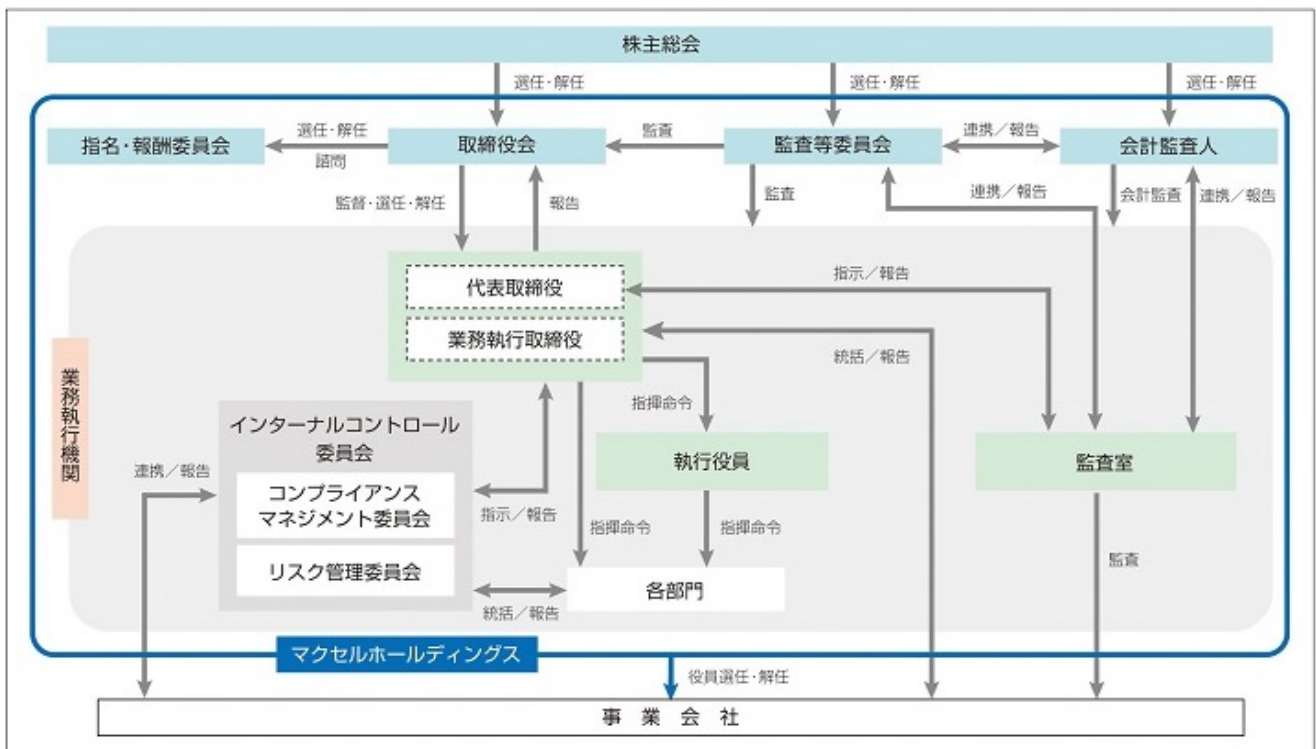 株主総会
選任・解任
選任・解任
選任・解任
指名・報酬委員会
選任・解任
諮問
取締役会
監査
監査等委員会
連携／報告
会計監査人
監督・選任・解任
報告
監査
連携／報告
会計監査
連携／報告
代表取締役
業務執行取締役
指示／報告
統括／報告
業務執行機関
指揮命令
インターナルコントロール
委員会
コンプライアンス
マネジメント委員会
リスク管理委員会
連携／報告
指示／報告
執行役員
監査室
指揮命令
指揮命令
各部門
統括／報告
監査
マクセルホールディングス
役員選任・解任
事業会社